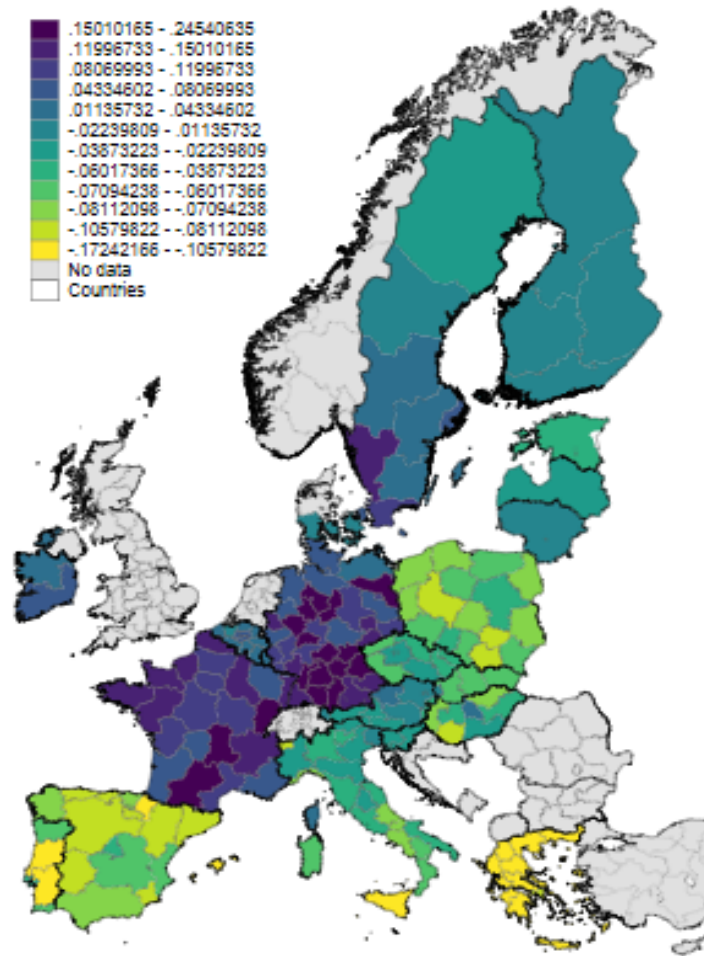 .15010165 - .24540635
.11996733 - .15010165
.08069993 - .11996733
.04334602 - .08069993
.01135732 - .04334602
-.02239809 - .01135732
-.03873223 - -.02239809
-.06017366 - -.03873223
-.07094238 - -.06017366
-.08112098 - -.07094238
-.10579822 - -.08112098
-.17242166 - -.10579822
No data
Countries